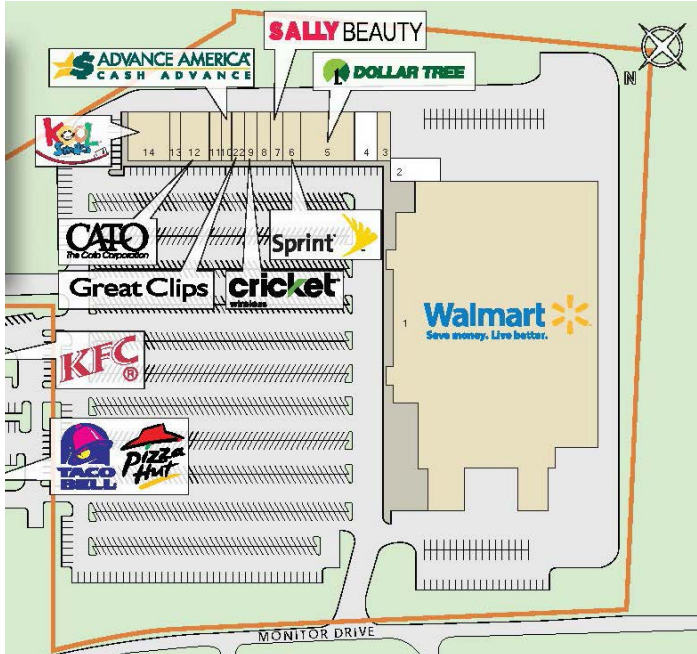 SALLY BEAUTY
ADVANCE AMERICA
CASH ADVANCE
DOLLAR TREE
N
Kool
Smiles
14 13 12 11 10 22 9 8 7 6 5 4 3
2
CATO
The Cato Corporation
Sprint
Great Clips
cricket
wireless
1
Walmart
Save money. Live better.
KFC
®
TACO
BELL
Pizza
Hut
MONITOR DRIVE